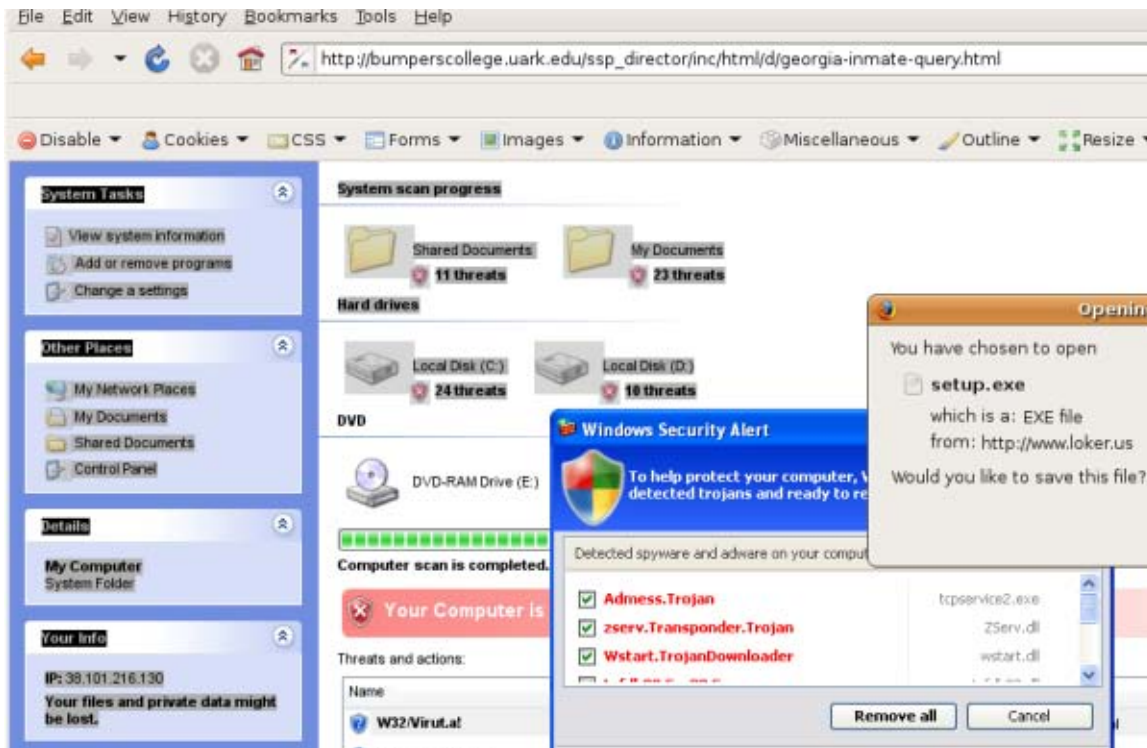 File Edit View History Bookmarks Tools Help
http://bumperscollege.uark.edu/ssp_director/inc/html/d/georgia-inmate-query.html
Disable Cookies CSS Forms Images Information Miscellaneous Outline Resize
System Tasks
View system information
Add or remove programs
Change a settings
Other Places
My Network Places
My Documents
Shared Documents
Control Panel
Details
My Computer
System Folder
Your Info
IP: 38.101.216.130
Your files and private data might
be lost.
System scan progress
Shared Documents
11 threats
My Documents
23 threats
Hard drives
Local Disk (C:)
24 threats
Local Disk (D:)
10 threats
DVD
DVD-RAM Drive (E:)
Computer scan is completed.
Your Computer is
Threats and actions:
Name
W32/Virut.a!
Windows Security Alert
To help protect your computer,
detected trojans and ready to
Detected spyware and adware on your
Admess.Trojan tcpservice2.exe
zserv.Transponder.Trojan ZServ.dll
Wstart.TrojanDownloader wstart.dll
Remove all Cancel
You have chosen to open
setup.exe
which is a: EXE file
from: http://www.loker.us
Would you like to save this file?